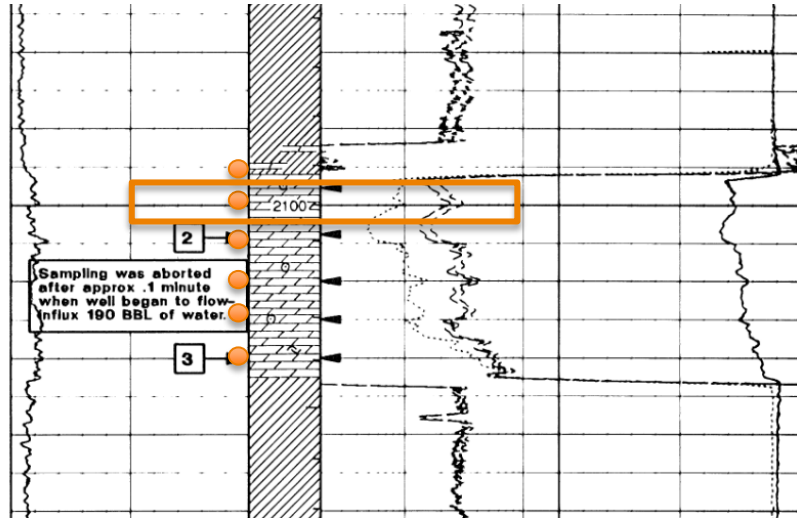 2100
2
Sampling was aborted
after approx .1 minute
when well began to flow-
Influx 190 BBL of water.
3